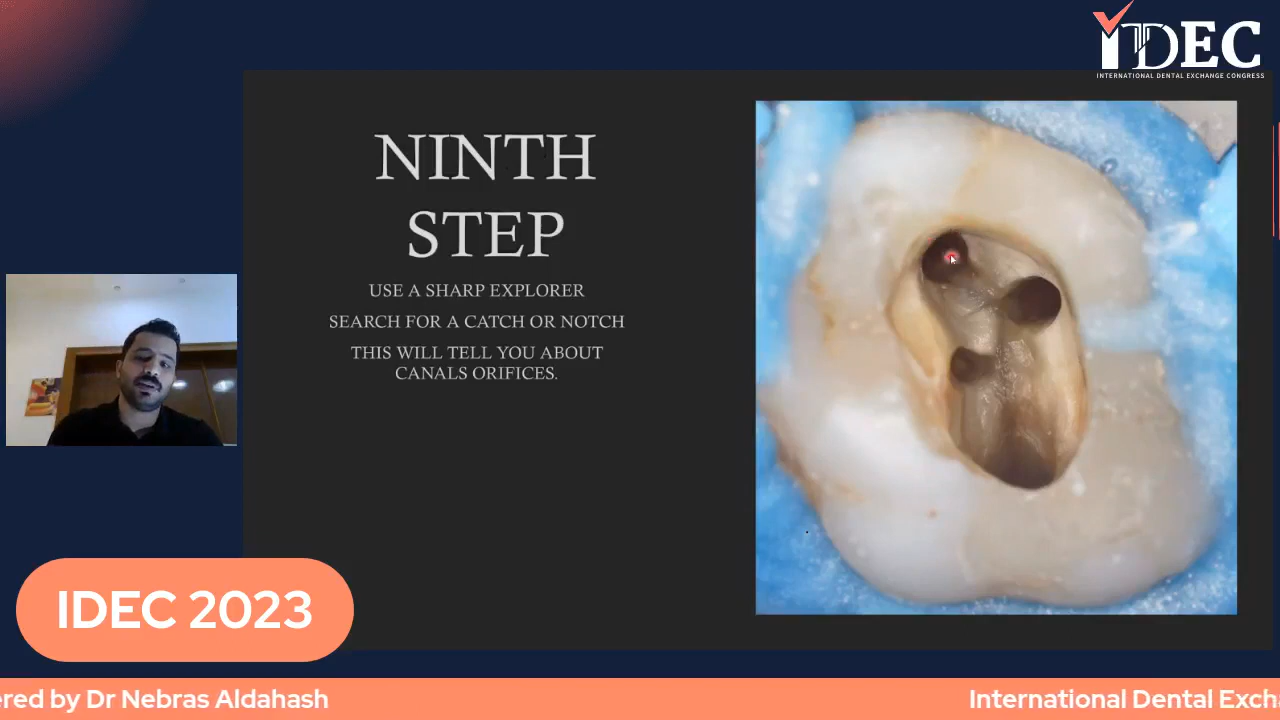 IDEC
INTERNATIONAL DENTAL EXCHANGE CONGRESS
NINTH
STEP
USE A SHARP EXPLORER
SEARCH FOR A CATCH OR NOTCH
THIS WILL TELL YOU ABOUT
CANALS ORIFICES.
IDEC 2023
ered by Dr Nebras Aldahash
International Dental Excha